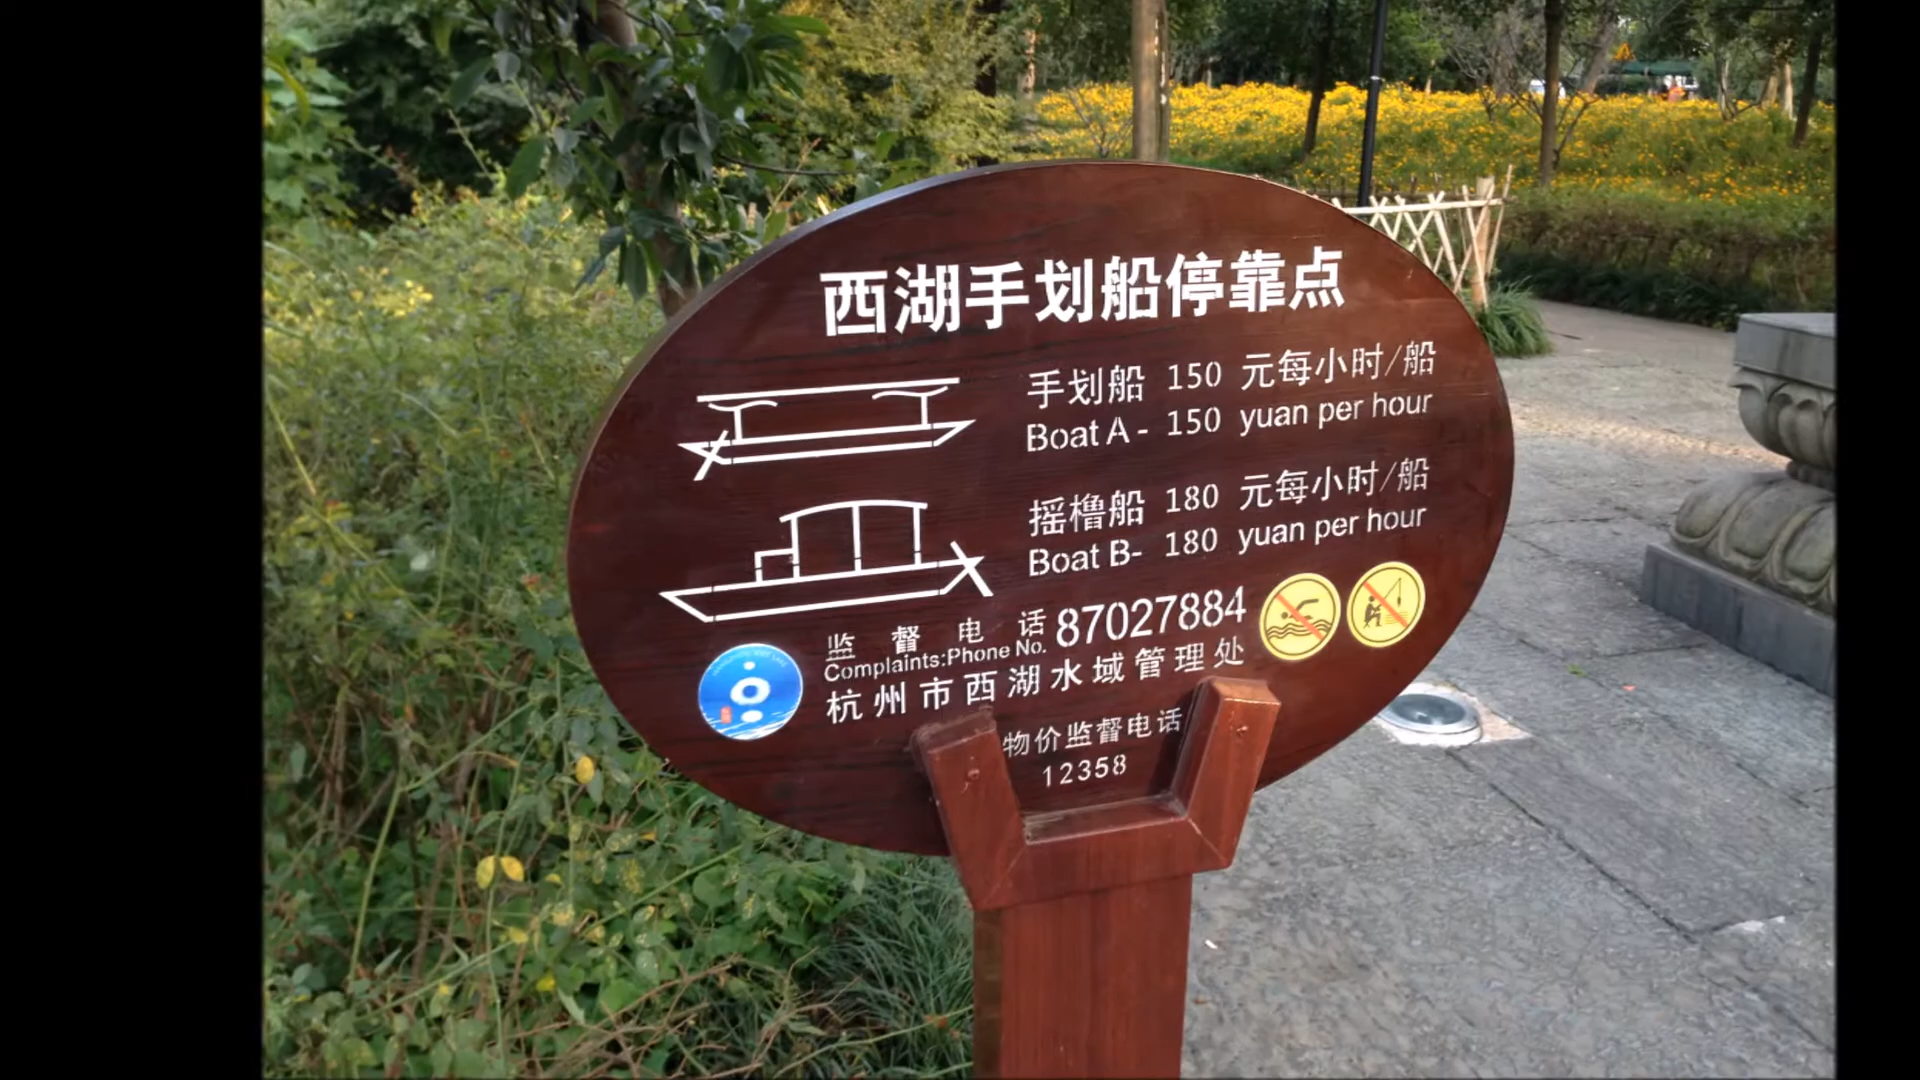 西湖手划船停靠点
手划船 150 元每小时/船
Boat A - 150 yuan per hour
摇橹船 180 元每小时/船
Boat B- 180 yuan per hour
监督电话 87027884
Complaints:Phone No.
杭州市西湖水域管理处
物价监督电话
12358